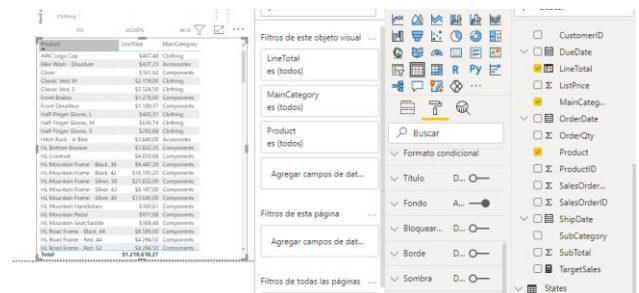 Clothing
0% 20.000% 40.0
Product LineTotal MainCategory
AWC Logo Cap $467,48 Clothing
Bike Wash - Dissolver $437,25 Accessories
Chain $161,92 Components
Classic Vest, M $2.159,00 Clothing
Classic Vest, S $5.524,50 Clothing
Front Brakes $1.278,00 Components
Front Derailleur $1.189,37 Components
Half-Finger Gloves, L $465,31 Clothing
Half-Finger Gloves, M $636,74 Clothing
Half-Finger Gloves, S $293,88 Clothing
Hitch Rack - 4-Bike $3.840,00 Accessories
HL Bottom Bracket $1.822,35 Components
HL Crankset $4.859,88 Components
HL Mountain Frame - Black, 38 $9.447,20 Components
HL Mountain Frame - Black, 42 $16.195,20 Components
HL Mountain Frame - Silver, 38 $21.832,00 Components
HL Mountain Frame - Silver, 42 $8.187,00 Components
HL Mountain Frame - Silver, 46 $13.645,00 Components
HL Mountain Handlebars Components
HL Mountain Pedal $971,88 Components
HL Mountain Seat/Saddle Components
HL Road Frame - Black, 44 $8.589,00 Components
HL Road Frame - Red, 44 $4.294,50 Components
HL Road Frame - Red, 62 $4.294,50 Components
Total $1.218.618,27
Filtros de este objeto visual ...
LineTotal
es (todos)
MainCategory
es (todos)
Product
es (todos)
Agregar campos de dat...
Filtros de esta página ...
Agregar campos de dat...
Filtros de todas las páginas ...
R Py
Buscar
Formato condicional
Título D...
Fondo A...
Bloquear... D...
Borde D...
Sombra D...
Buscar
CustomerID
DueDate
LineTotal
Σ ListPrice
MainCateg...
OrderDate
Σ OrderQty
Product
Σ ProductID
Σ SalesOrder...
Σ SalesOrderID
ShipDate
SubCategory
Σ SubTotal
TargetSales
States